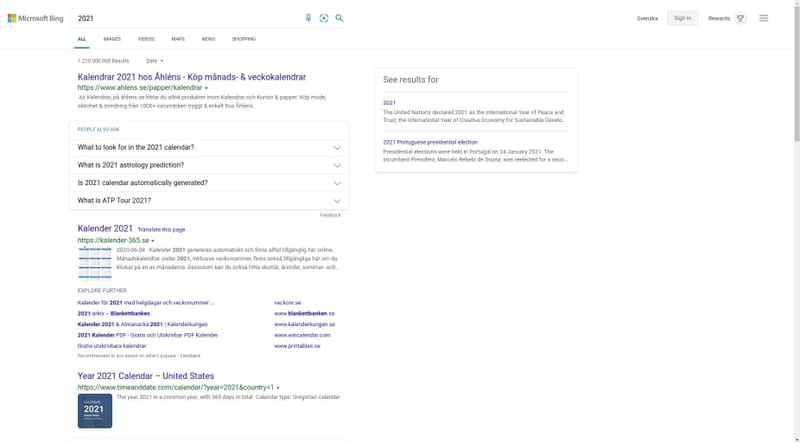 Microsoft Bing
2021
Svenska
Sign in
Rewards
ALL
IMAGES
VIDEOS
MAPS
NEWS
SHOPPING
1 210 000 000 Results
Date
Kalendrar 2021 hos Åhléns - Köp månads- & veckokalendrar
https://www.ahlens.se/papper/kalendrar
Ad Kalendrar, på åhlens.se hittar du alltid produkter inom Kalendrar och Kontor & papper. Köp mode,
skönhet & inredning från 1000+ varumärken tryggt & enkelt hos Åhléns.
PEOPLE ALSO ASK
What to look for in the 2021 calendar?
What is 2021 astrology prediction?
Is 2021 calendar automatically generated?
What is ATP Tour 2021?
Feedback
Kalender 2021 Translate this page
https://kalender-365.se
2020-06-08 · Kalender 2021 genereras automatiskt och finns alltid tillgänglig här online.
Månadskalendrar under 2021, inklusive veckonummer, finns också tillgängliga här om du
klickar på en av månaderna. Dessutom kan du också hitta skottår, årstider, sommar- och...
EXPLORE FURTHER
Kalender för 2021 med helgdagar och veckonummer ... veckonr.se
2021-arkiv – Blankettbanken www.blankettbanken.se
Kalender 2021 & Almanacka 2021 | Kalenderkungen www.kalenderkungen.se
2021 Kalender PDF - Gratis och Utskrivbar PDF Kalender www.wincalendar.com
Gratis utskrivbara kalendrar www.printables.se
Recommended to you based on what's popular • Feedback
Year 2021 Calendar – United States
https://www.timeanddate.com/calendar/?year=2021&country=1
2021
The year 2021 is a common year, with 365 days in total. Calendar type: Gregorian calendar
See results for
2021
The United Nations declared 2021 as the International Year of Peace and
Trust, the International Year of Creative Economy for Sustainable Develo...
2021 Portuguese presidential election
Presidential elections were held in Portugal on 24 January 2021. The
incumbent President, Marcelo Rebelo de Sousa, was reelected for a seco...